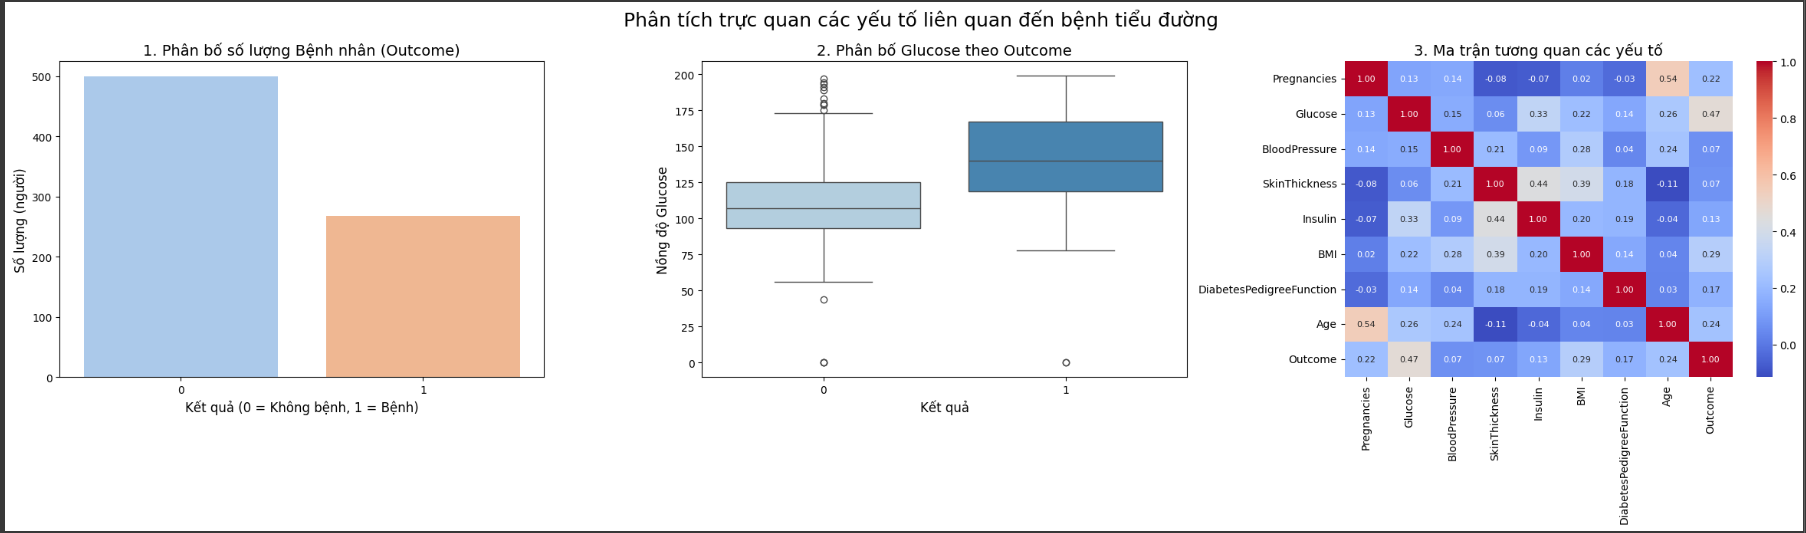 Phân tích trực quan các yếu tố liên quan đến bệnh tiểu đường
1. Phân bố số lượng Bệnh nhân (Outcome)
Số lượng (người)
500
400
300
200
100
0
0 1
Kết quả (0 = Không bệnh, 1 = Bệnh)
2. Phân bố Glucose theo Outcome
Nồng độ Glucose
200
175
150
125
100
75
50
25
0
0 1
Kết quả
3. Ma trận tương quan các yếu tố
Pregnancies 1.00 0.13 0.14 -0.08 -0.07 0.02 -0.03 0.54 0.22
Glucose 0.13 1.00 0.15 0.06 0.33 0.22 0.14 0.26 0.47
BloodPressure 0.14 0.15 1.00 0.21 0.09 0.28 0.04 0.24 0.07
SkinThickness -0.08 0.06 0.21 1.00 0.44 0.39 0.18 -0.11 0.07
Insulin -0.07 0.33 0.09 0.44 1.00 0.20 0.19 -0.04 0.13
BMI 0.02 0.22 0.28 0.39 0.20 1.00 0.14 0.04 0.29
DiabetesPedigreeFunction -0.03 0.14 0.04 0.18 0.19 0.14 1.00 0.03 0.17
Age 0.54 0.26 0.24 -0.11 -0.04 0.04 0.03 1.00 0.24
Outcome 0.22 0.47 0.07 0.07 0.13 0.29 0.17 0.24 1.00
Pregnancies
Glucose
BloodPressure
SkinThickness
Insulin
BMI
DiabetesPedigreeFunction
Age
Outcome
1.0
0.8
0.6
0.4
0.2
0.0